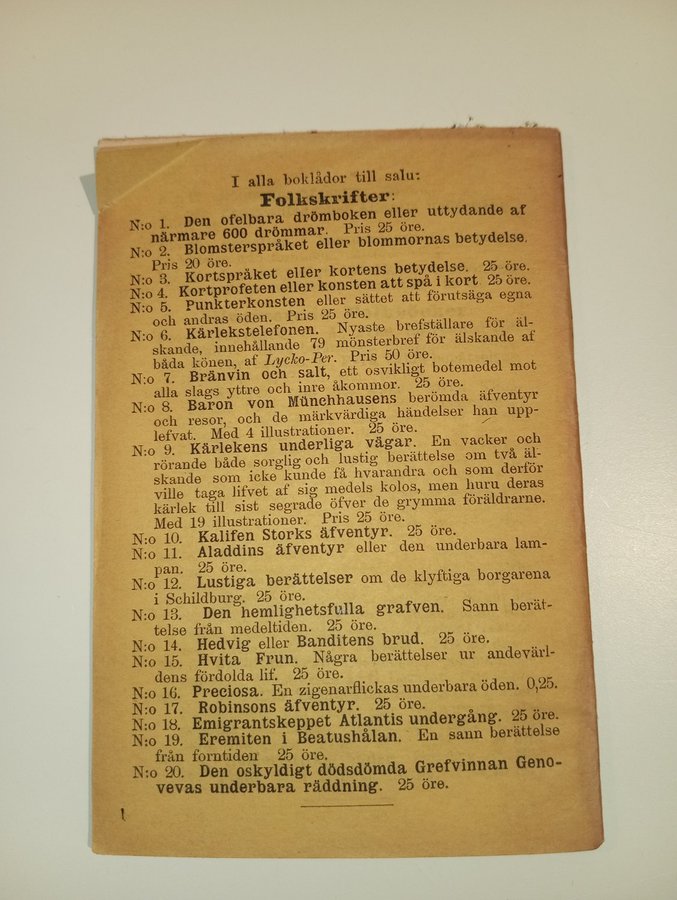 I alla boklådor till salu:
Folkskrifter:
N:o 1. Den ofelbara drömboken eller uttydande af
närmare 600 drömmar. Pris 25 öre.
N:o 2. Blomsterspråket eller blommornas betydelse.
Pris 20 öre.
N:o 3. Kortspråket eller kortens betydelse. 25 öre.
N:o 4. Kortprofeten eller konsten att spå i kort 25 öre.
N:o 5. Punkterkonsten eller sättet att förutsäga egna
och andras öden. Pris 25 öre.
N:o 6. Kärlekstelefonen. Nyaste brefställare för äl-
skande, innehållande 79 mönsterbref för älskande af
båda könen, af Lycko-Per. Pris 50 öre.
N:o 7. Bränvin och salt, ett osvikligt botemedel mot
alla slags yttre och inre åkommor. 25 öre.
N:o 8. Baron von Münchhausens berömda äfventyr
och resor, och de märkvärdiga händelser han upp-
lefvat. Med 4 illustrationer. 25 öre.
N:o 9. Kärlekens underliga vägar. En vacker och
rörande både sorglig och lustig berättelse om två äl-
skande som icke kunde få hvarandra och som derför
ville taga lifvet af sig medels kolos, men huru deras
kärlek till sist segrade öfver de grymma föräldrarne.
Med 19 illustrationer. Pris 25 öre.
N:o 10. Kalifen Storks äfventyr. 25 öre.
N:o 11. Aladdins äfventyr eller den underbara lam-
pan. 25 öre.
N:o 12. Lustiga berättelser om de klyftiga borgarena
i Schildburg. 25 öre.
N:o 13. Den hemlighetsfulla grafven. Sann berät-
telse från medeltiden. 25 öre.
N:o 14. Hedvig eller Banditens brud. 25 öre.
N:o 15. Hvita Frun. Några berättelser ur andevärl-
dens fördolda lif. 25 öre.
N:o 16. Preciosa. En zigenarflickas underbara öden. 0,25.
N:o 17. Robinsons äfventyr. 25 öre.
N:o 18. Emigrantskeppet Atlantis undergång. 25 öre.
N:o 19. Eremiten i Beatushålan. En sann berättelse
från forntiden 25 öre.
N:o 20. Den oskyldigt dödsdömda Grefvinnan Geno-
vevas underbara räddning. 25 öre.